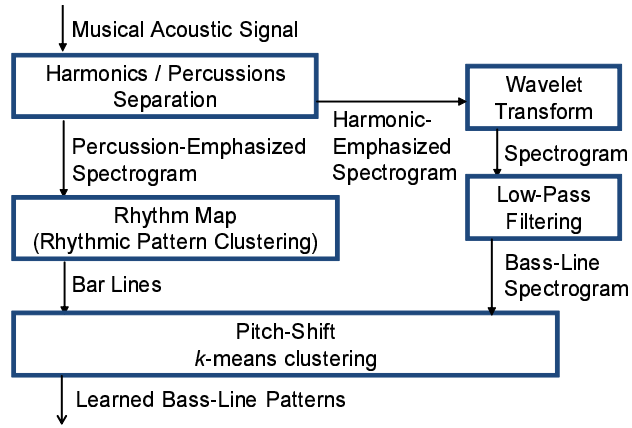 Musical Acoustic Signal
Harmonics / Percussions
Separation
Wavelet
Transform
Harmonic-
Emphasized
Spectrogram
Percussion-Emphasized
Spectrogram
Spectrogram
Low-Pass
Filtering
Rhythm Map
(Rhythmic Pattern Clustering)
Bar Lines
Bass-Line
Spectrogram
Pitch-Shift
k-means clustering
Learned Bass-Line Patterns